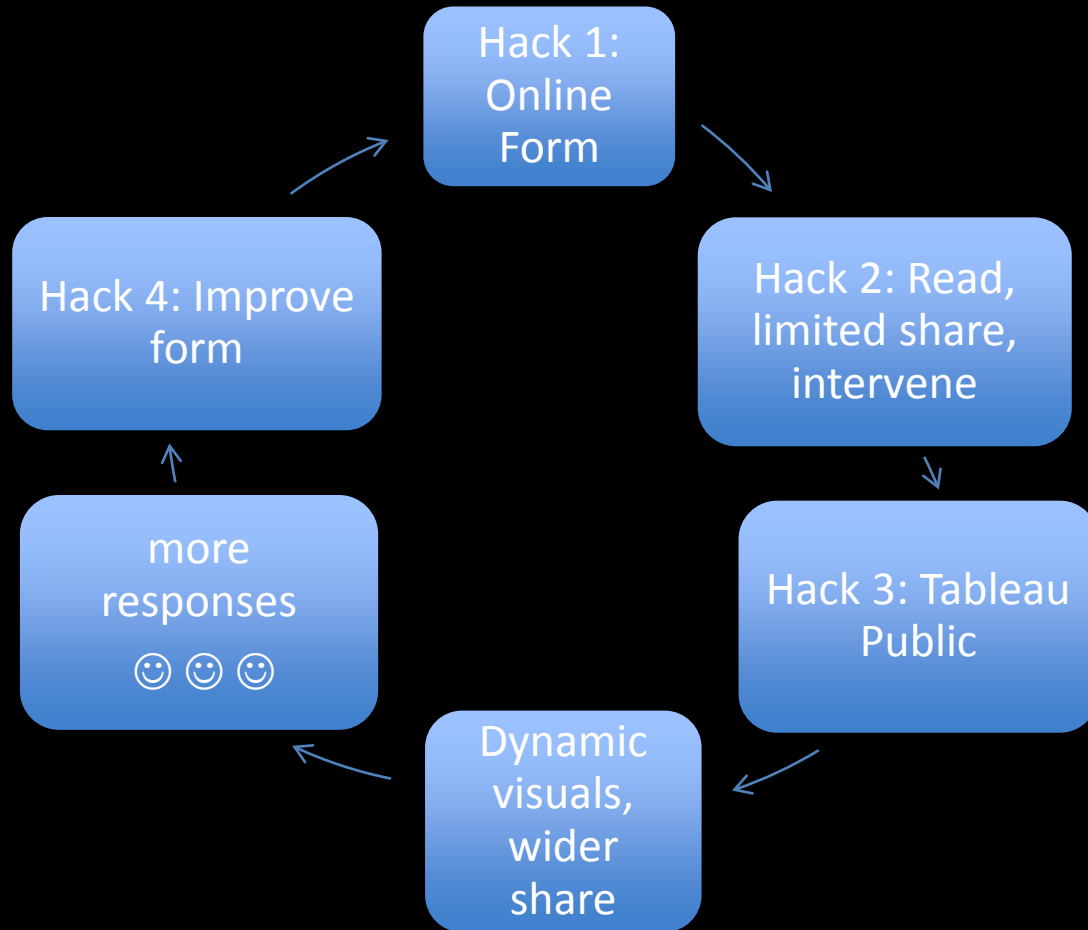 Hack 1:
Online
Form
Hack 2: Read,
limited share,
intervene
Hack 3: Tableau
Public
Dynamic
visuals,
wider
share
more
responses
☺ ☺ ☺
Hack 4: Improve
form